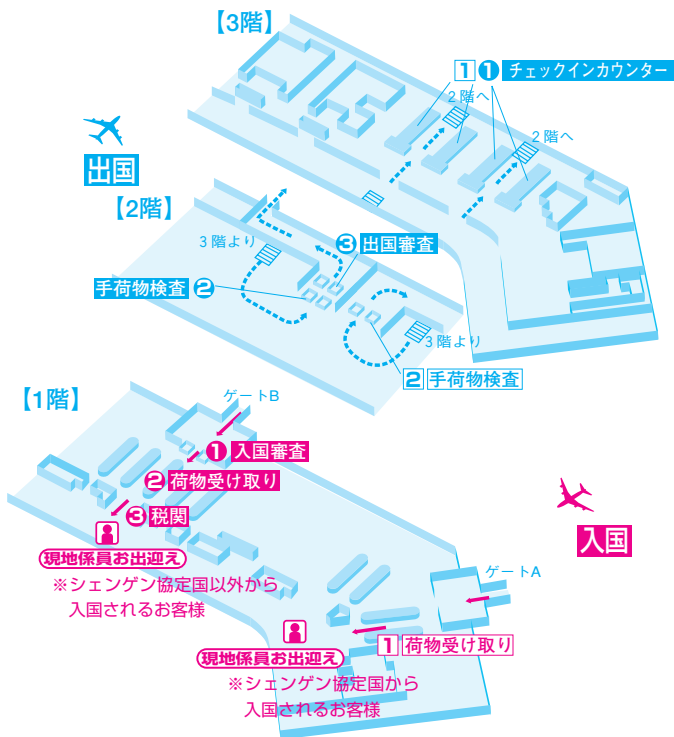 【3階】
1 ❶ チェックインカウンター
2階へ
2階へ
出国
【2階】
3階より
❸ 出国審査
手荷物検査 ❷
3階より
2 手荷物検査
【1階】
ゲートB
❶ 入国審査
❷ 荷物受け取り
❸ 税関
現地係員お出迎え
※シェンゲン協定国以外から
入国されるお客様
入国
ゲートA
1 荷物受け取り
現地係員お出迎え
※シェンゲン協定国から
入国されるお客様